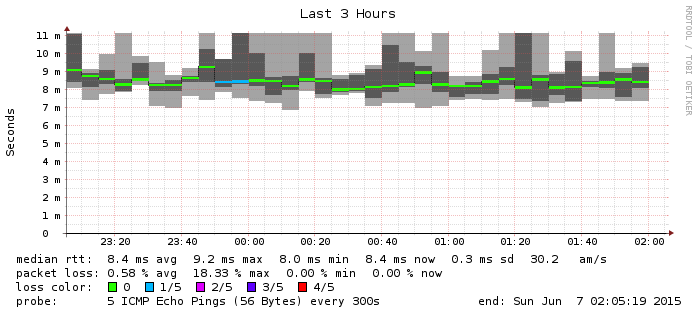 Last 3 Hours
RRDTOOL / TOBI OETIKER
Seconds
11 m
10 m
9 m
8 m
7 m
6 m
5 m
4 m
3 m
2 m
1 m
0
23:20 23:40 00:00 00:20 00:40 01:00 01:20 01:40 02:00
median rtt: 8.4 ms avg 9.2 ms max 8.0 ms min 8.4 ms now 0.3 ms sd 30.2 am/s
packet loss: 0.58 % avg 18.33 % max 0.00 % min 0.00 % now
loss color: 0 1/5 2/5 3/5 4/5
probe: 5 ICMP Echo Pings (56 Bytes) every 300s end: Sun Jun 7 02:05:19 2015